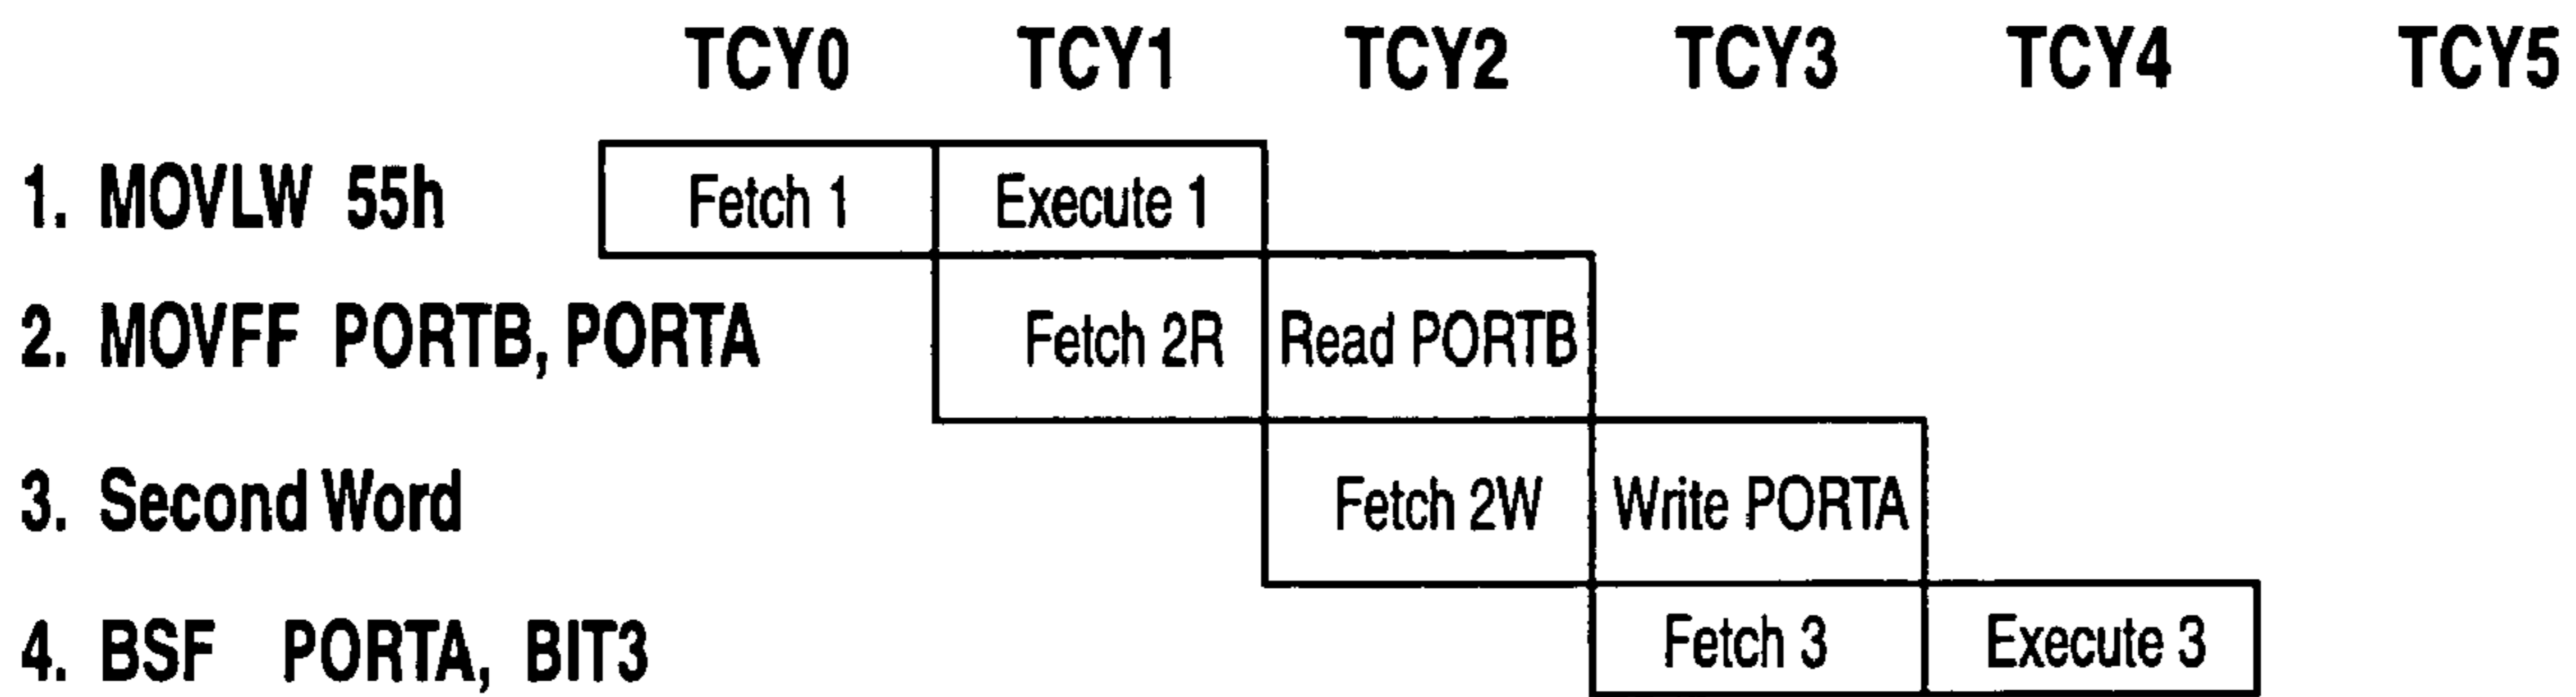 TCY0 TCY1 TCY2 TCY3 TCY4 TCY5
1. MOVLW 55h Fetch 1 Execute 1
2. MOVFF PORTB, PORTA Fetch 2R Read PORTB
3. Second Word Fetch 2W Write PORTA
4. BSF PORTA, BIT3 Fetch 3 Execute 3